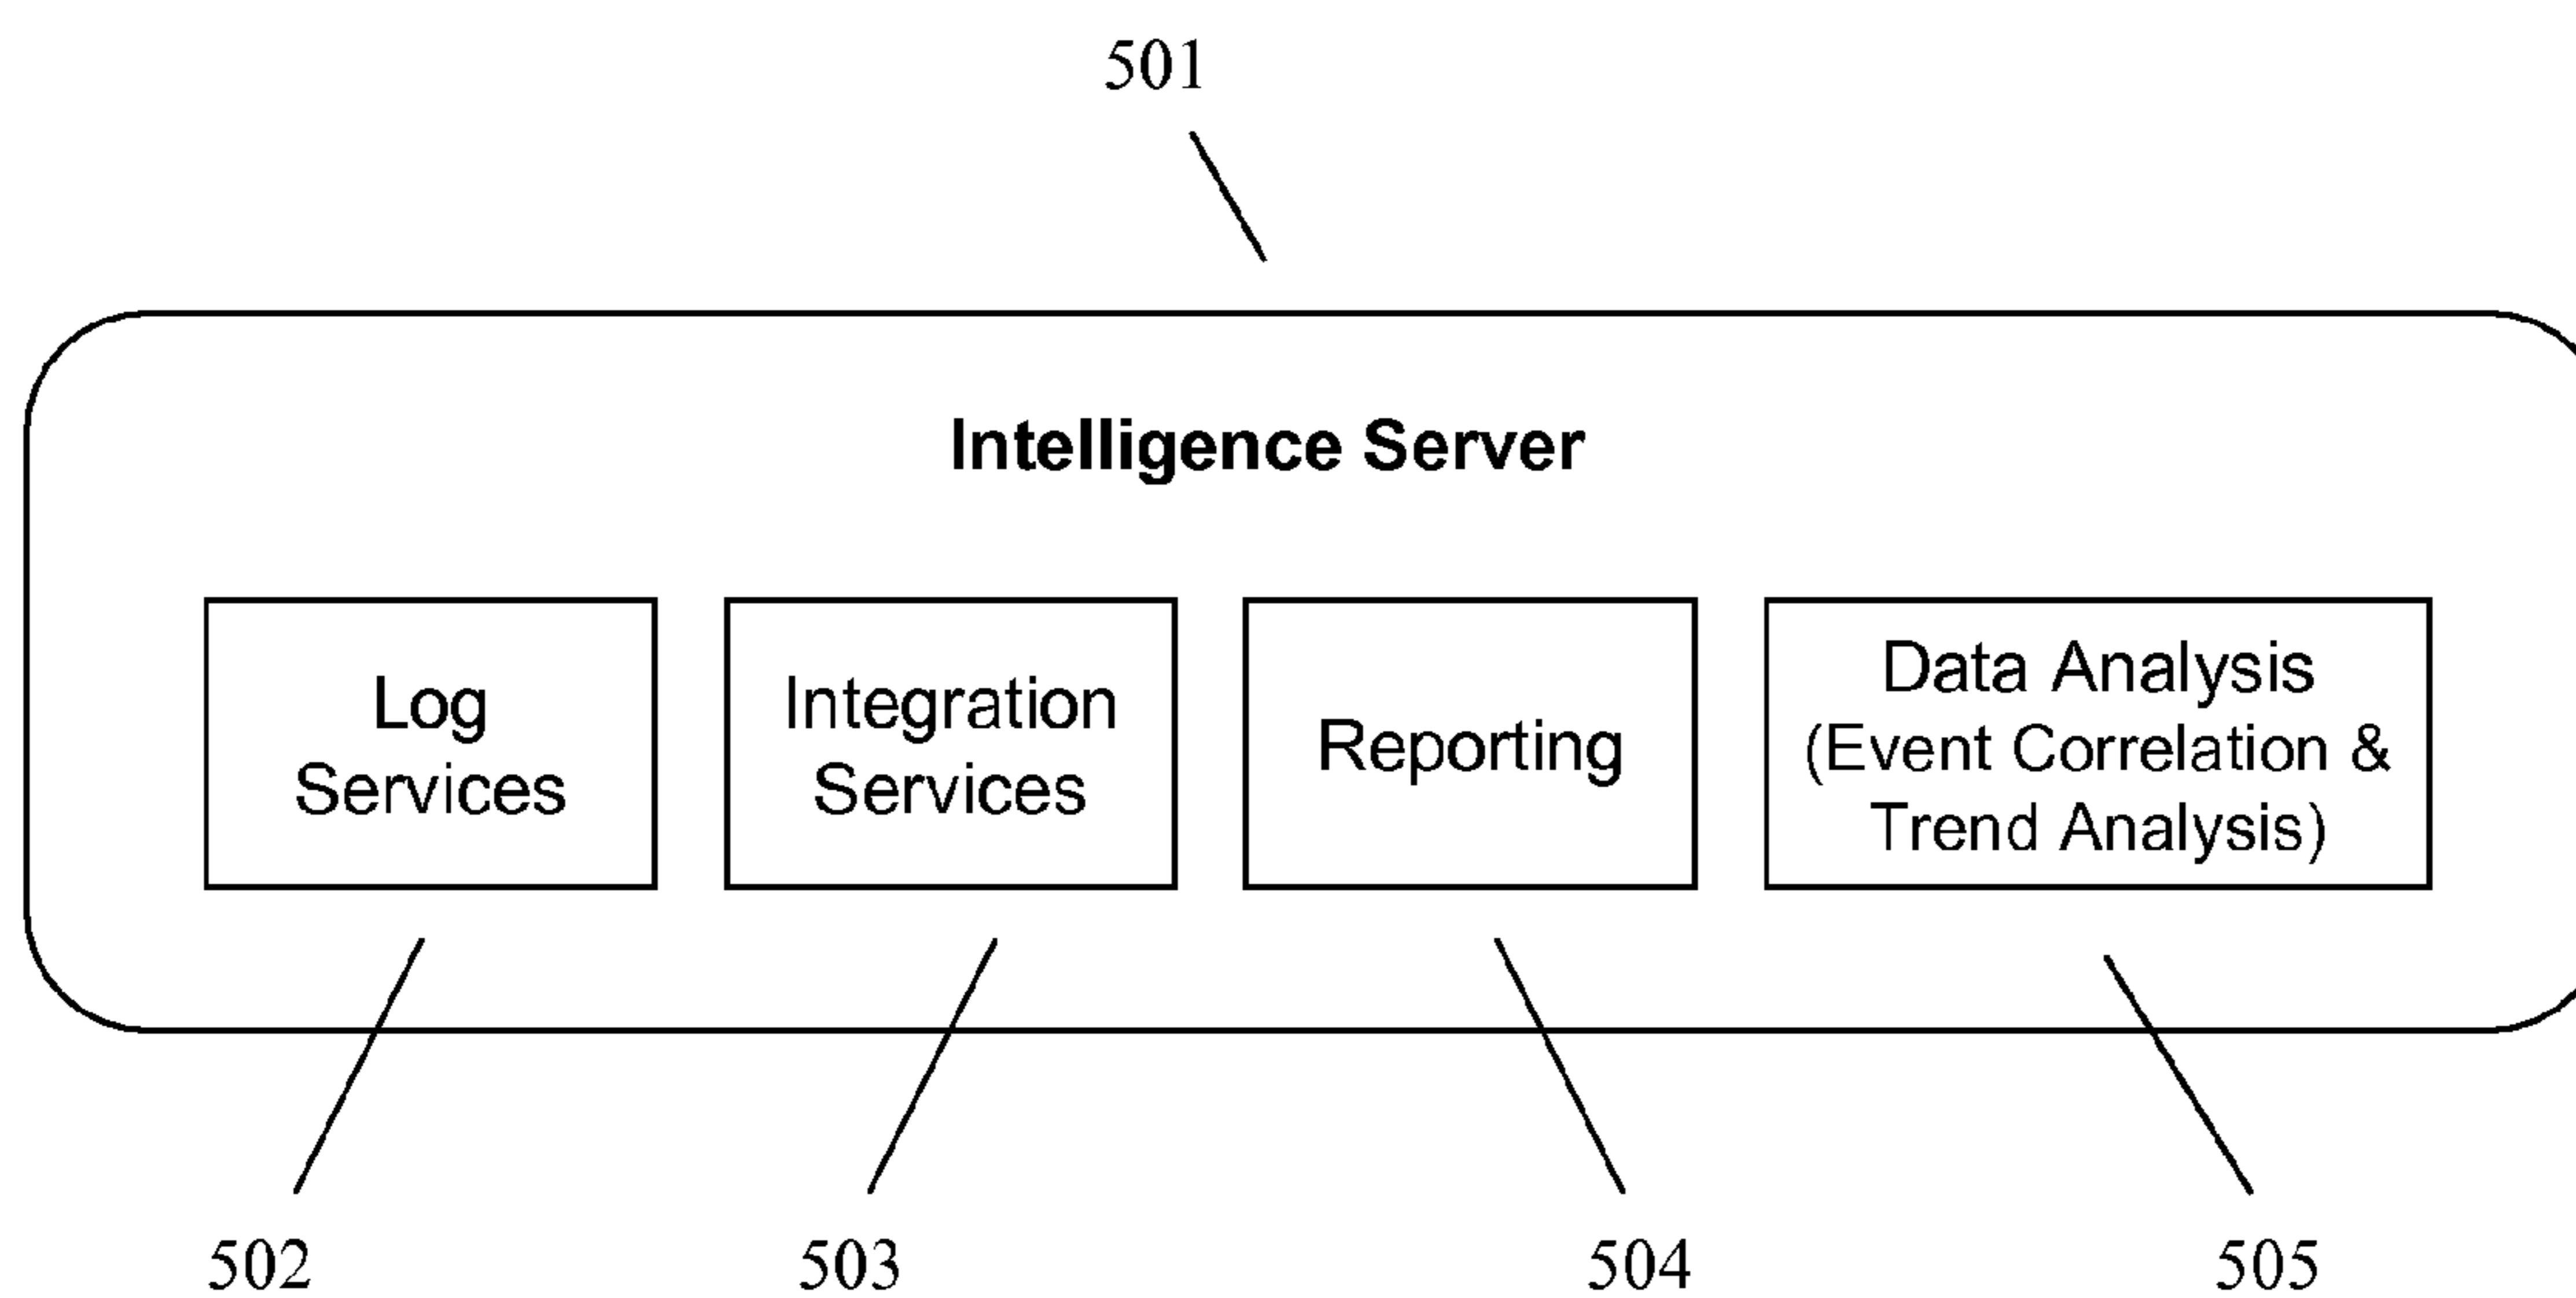 501
Intelligence Server
Log
Services
Integration
Services
Reporting
Data Analysis
(Event Correlation &
Trend Analysis)
502
503
504
505